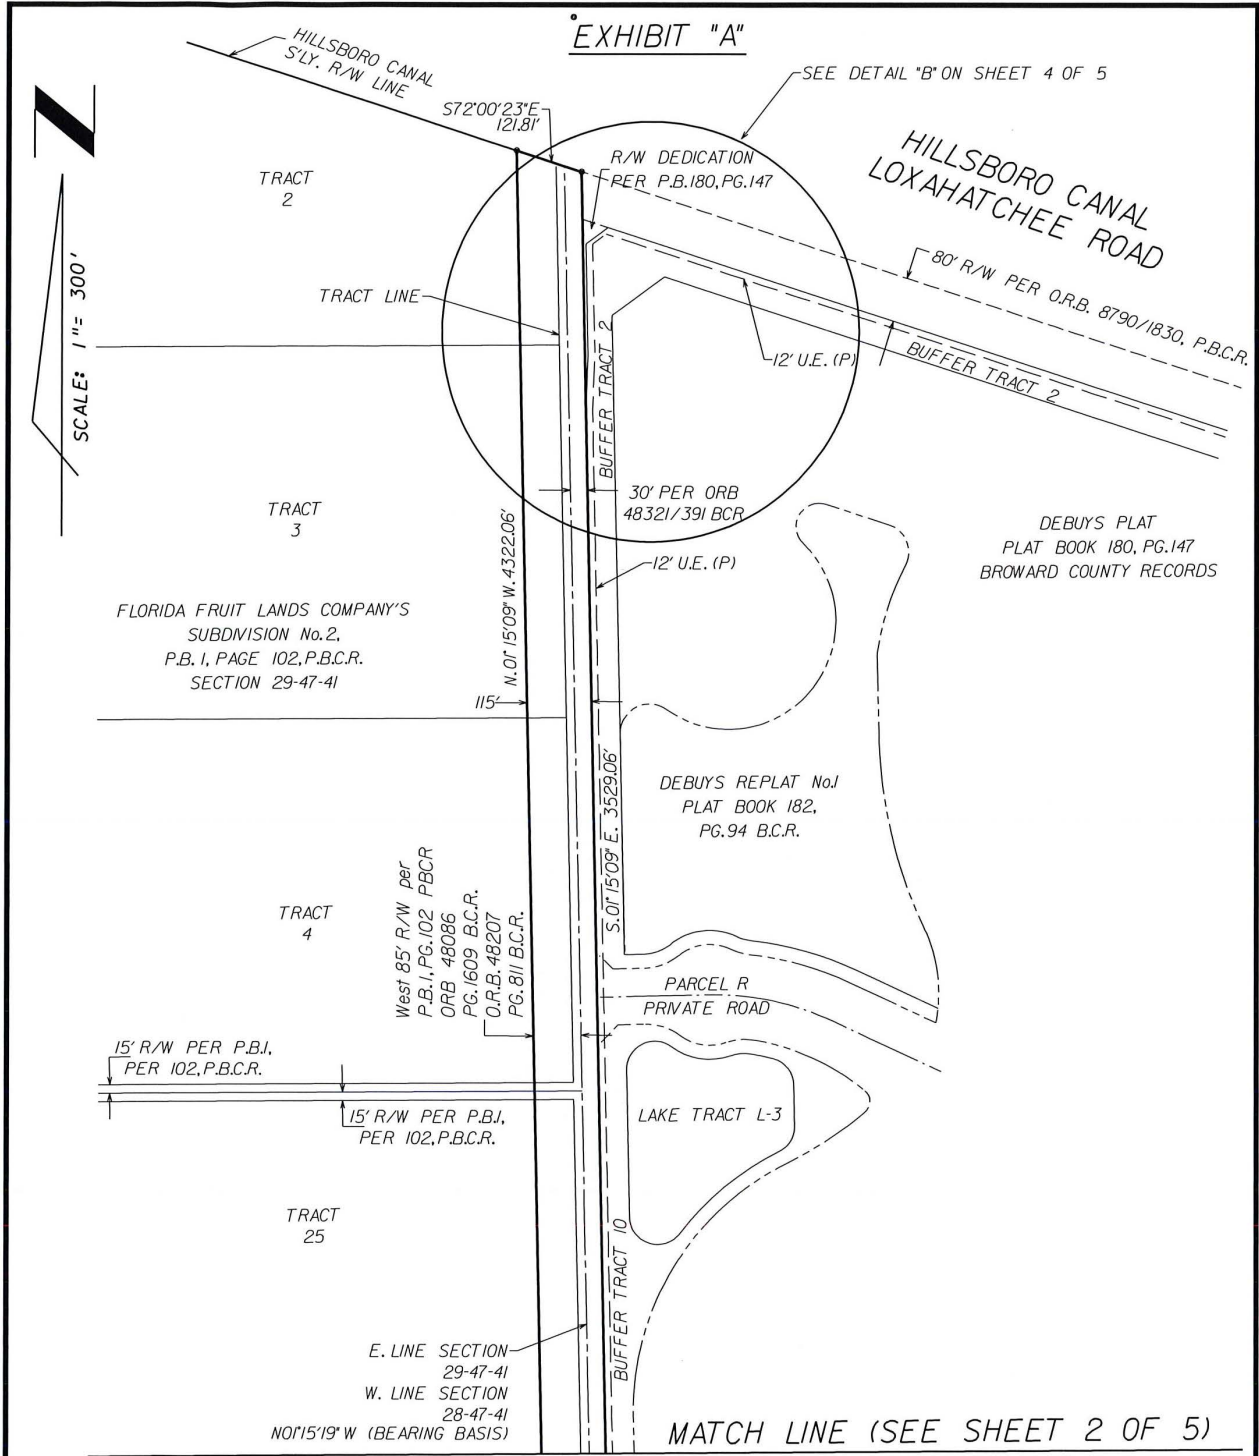 EXHIBIT "A"
HILLSBORO CANAL
S'LY. R/W LINE
SEE DETAIL "B" ON SHEET 4 OF 5
S72°00'23"E
121.81'
R/W DEDICATION
PER P.B.180, PG.147
HILLSBORO CANAL
LOXAHATCHEE ROAD
TRACT
2
80' R/W PER O.R.B. 8790/1830, P.B.C.R.
SCALE: 1"= 300'
TRACT LINE
BUFFER TRACT 2
12' U.E. (P)
BUFFER TRACT 2
30' PER ORB
48321/391 BCR
TRACT
3
DEBUYS PLAT
PLAT BOOK 180, PG.147
BROWARD COUNTY RECORDS
12' U.E. (P)
N.01°15'09" W. 4322.06'
FLORIDA FRUIT LANDS COMPANY'S
SUBDIVISION No.2,
P.B. 1, PAGE 102, P.B.C.R.
SECTION 29-47-41
115'
S.01°15'09" E. 3529.06'
DEBUYS REPLAT No.1
PLAT BOOK 182,
PG.94 B.C.R.
TRACT
4
West 85' R/W per
P.B.1, PG.102 PBCR
ORB 48086
PG.1609 B.C.R.
O.R.B. 48207
PG.811 B.C.R.
PARCEL R
PRIVATE ROAD
15' R/W PER P.B.1,
PER 102, P.B.C.R.
15' R/W PER P.B.1,
PER 102, P.B.C.R.
LAKE TRACT L-3
TRACT
25
BUFFER TRACT 10
E. LINE SECTION
29-47-41
W. LINE SECTION
28-47-41
N01°15'19" W (BEARING BASIS)
MATCH LINE (SEE SHEET 2 OF 5)